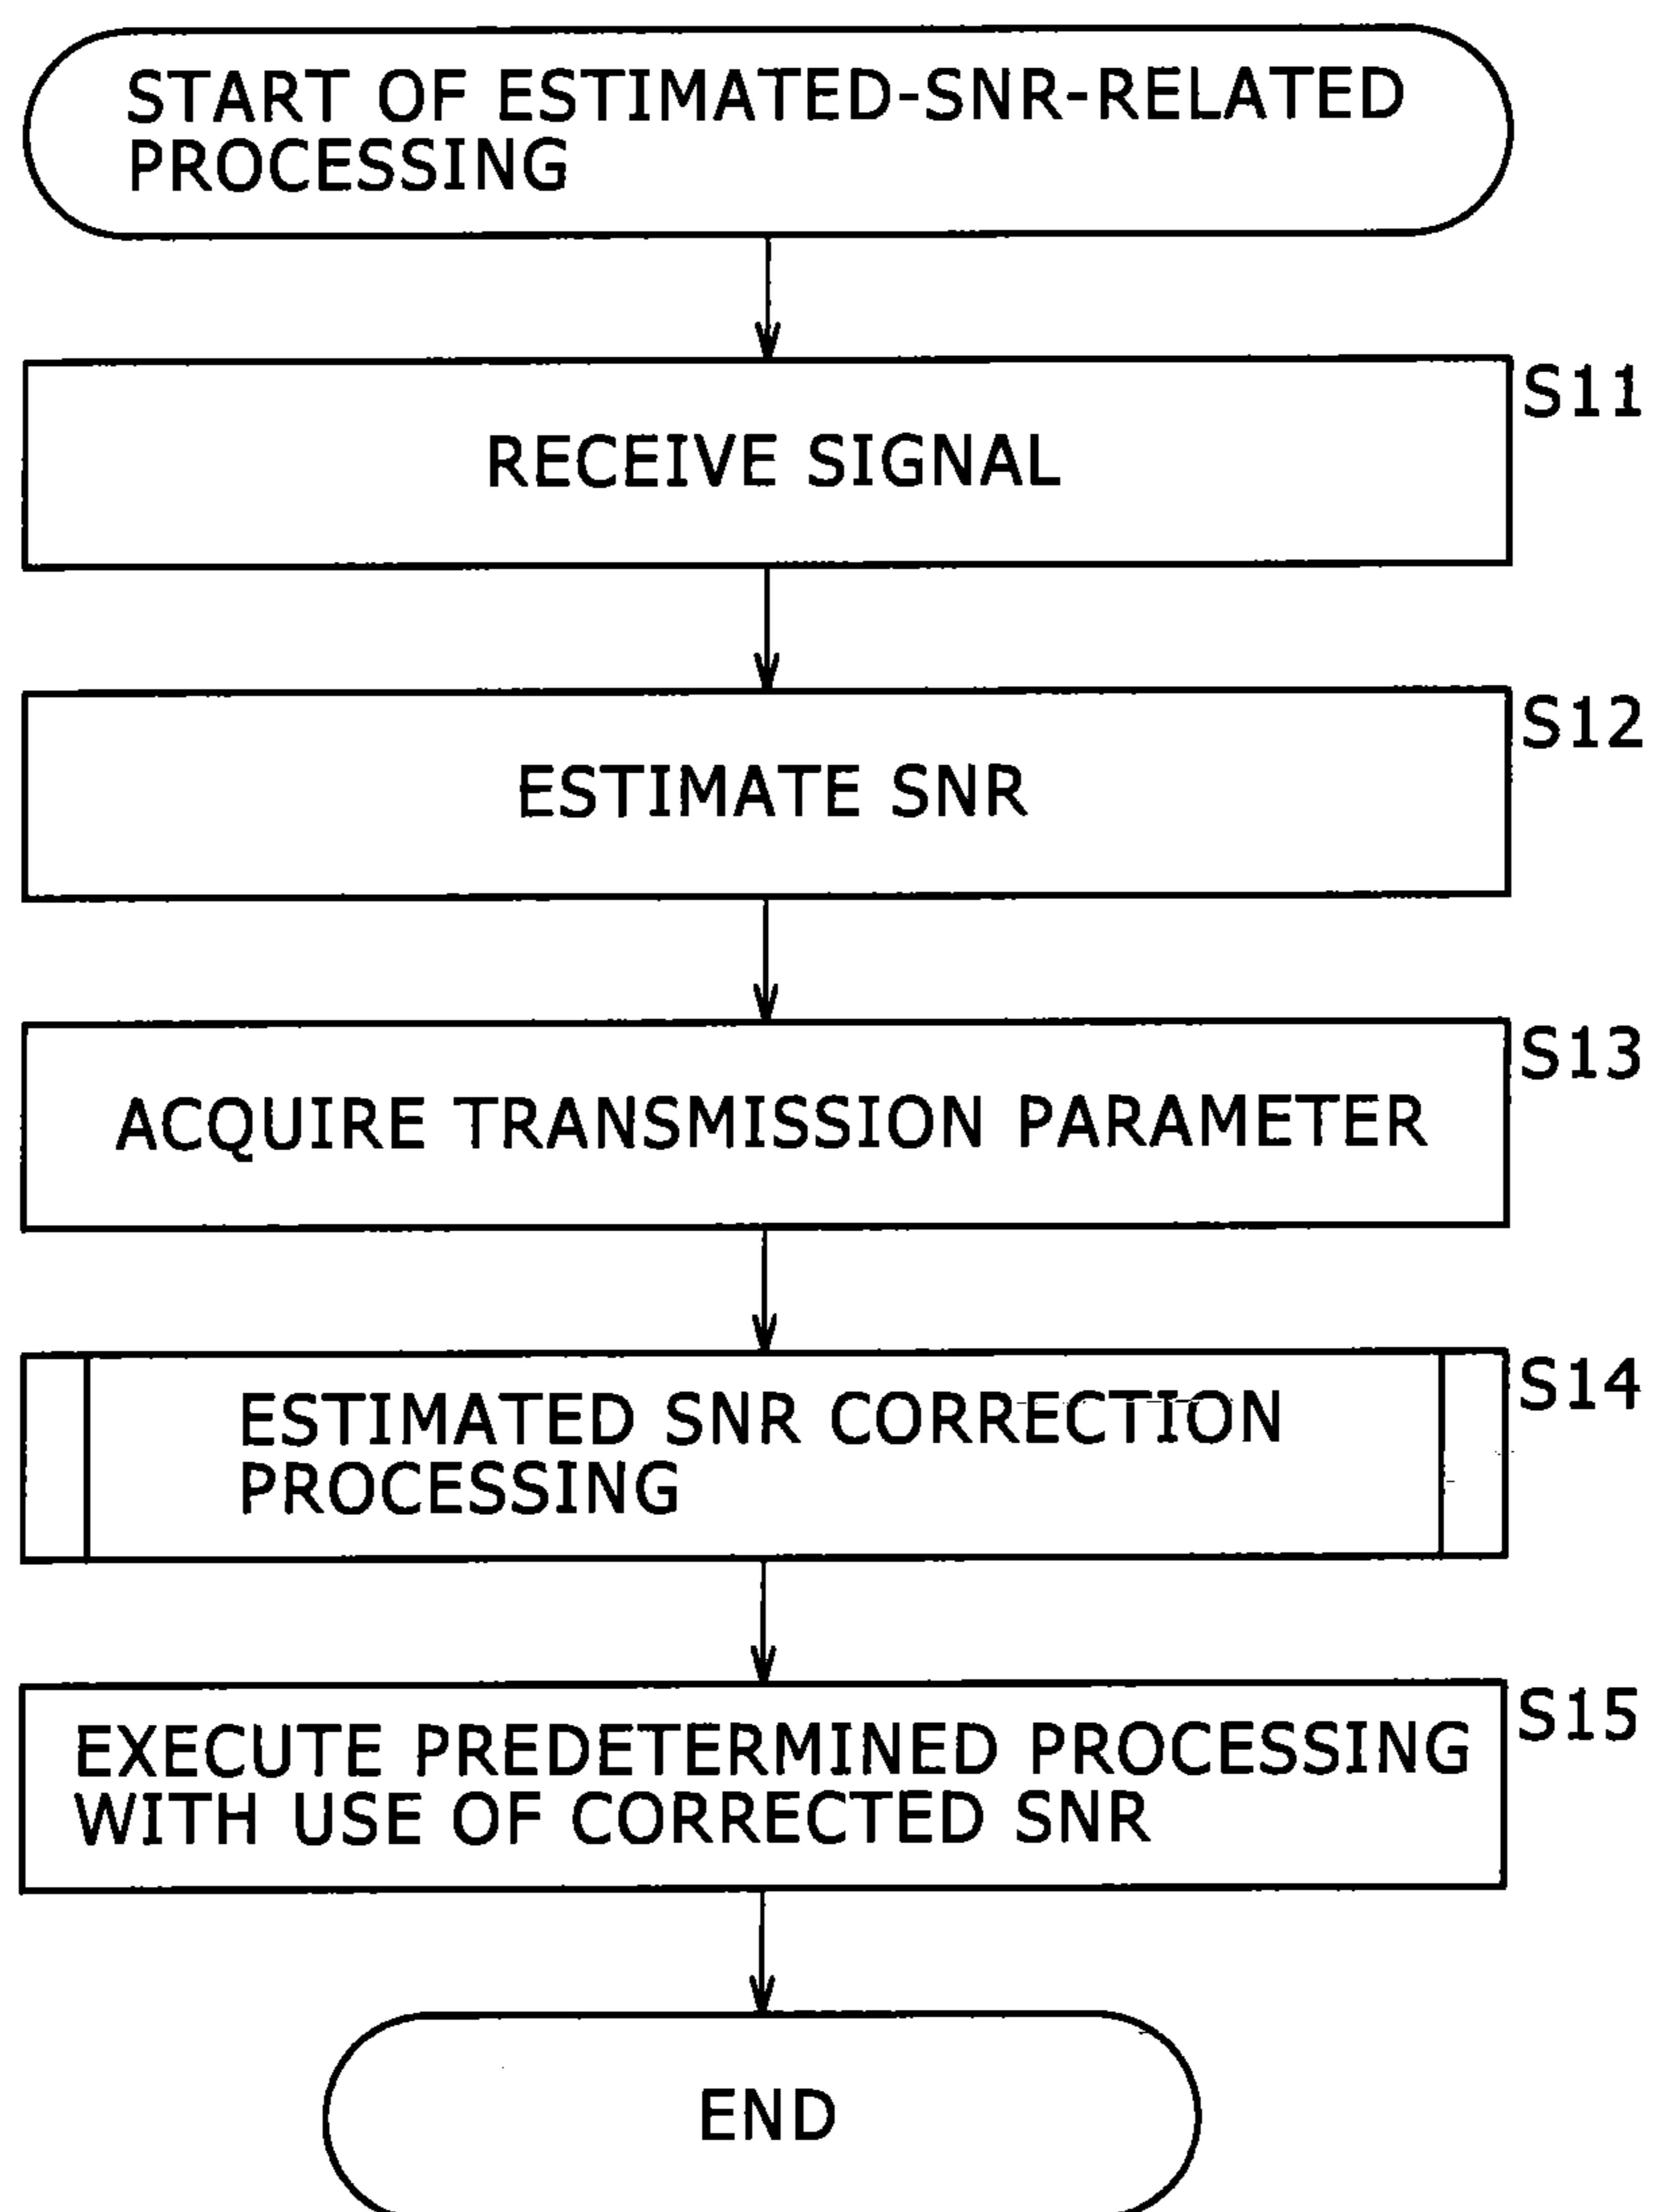 START OF ESTIMATED-SNR-RELATED
PROCESSING
S11
RECEIVE SIGNAL
S12
ESTIMATE SNR
S13
ACQUIRE TRANSMISSION PARAMETER
S14
ESTIMATED SNR CORRECTION
PROCESSING
S15
EXECUTE PREDETERMINED PROCESSING
WITH USE OF CORRECTED SNR
END